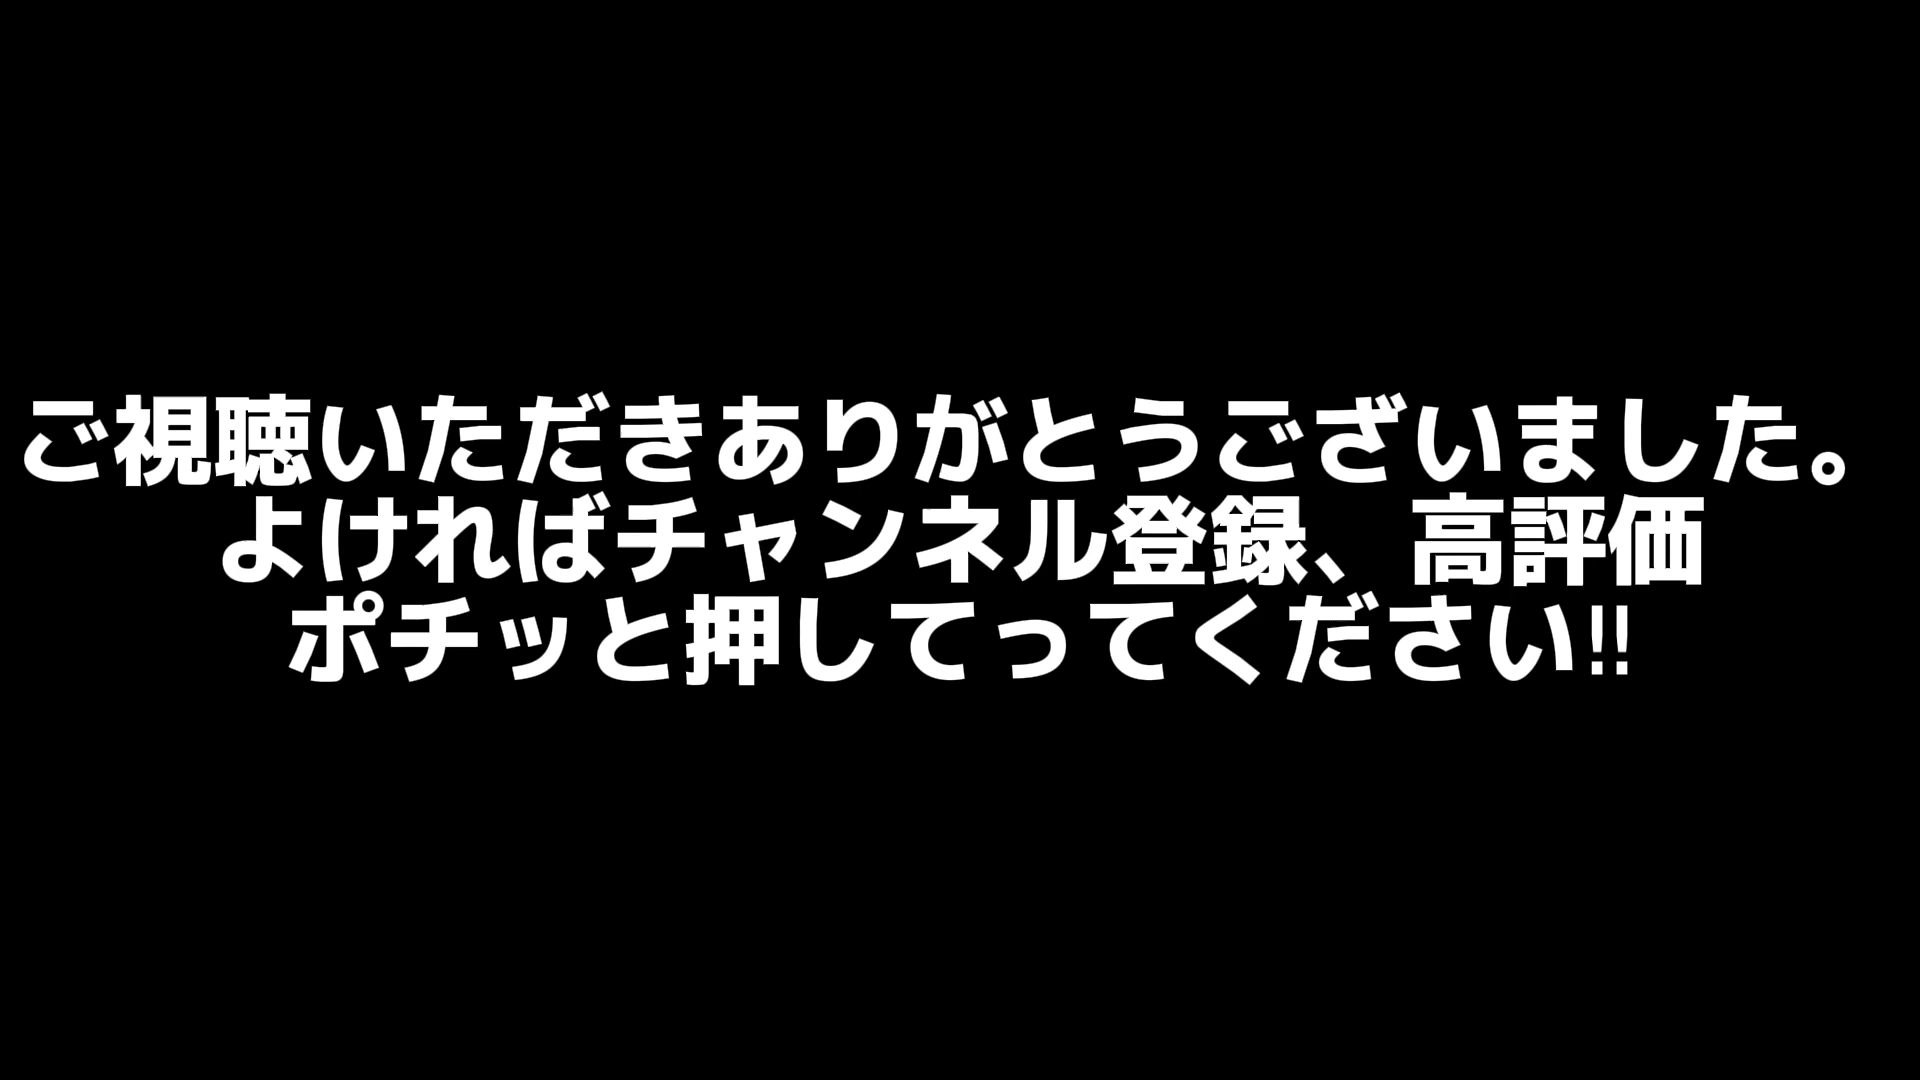 ご視聴いただきありがとうございました。
よければチャンネル登録、高評価
ポチッと押してってください‼